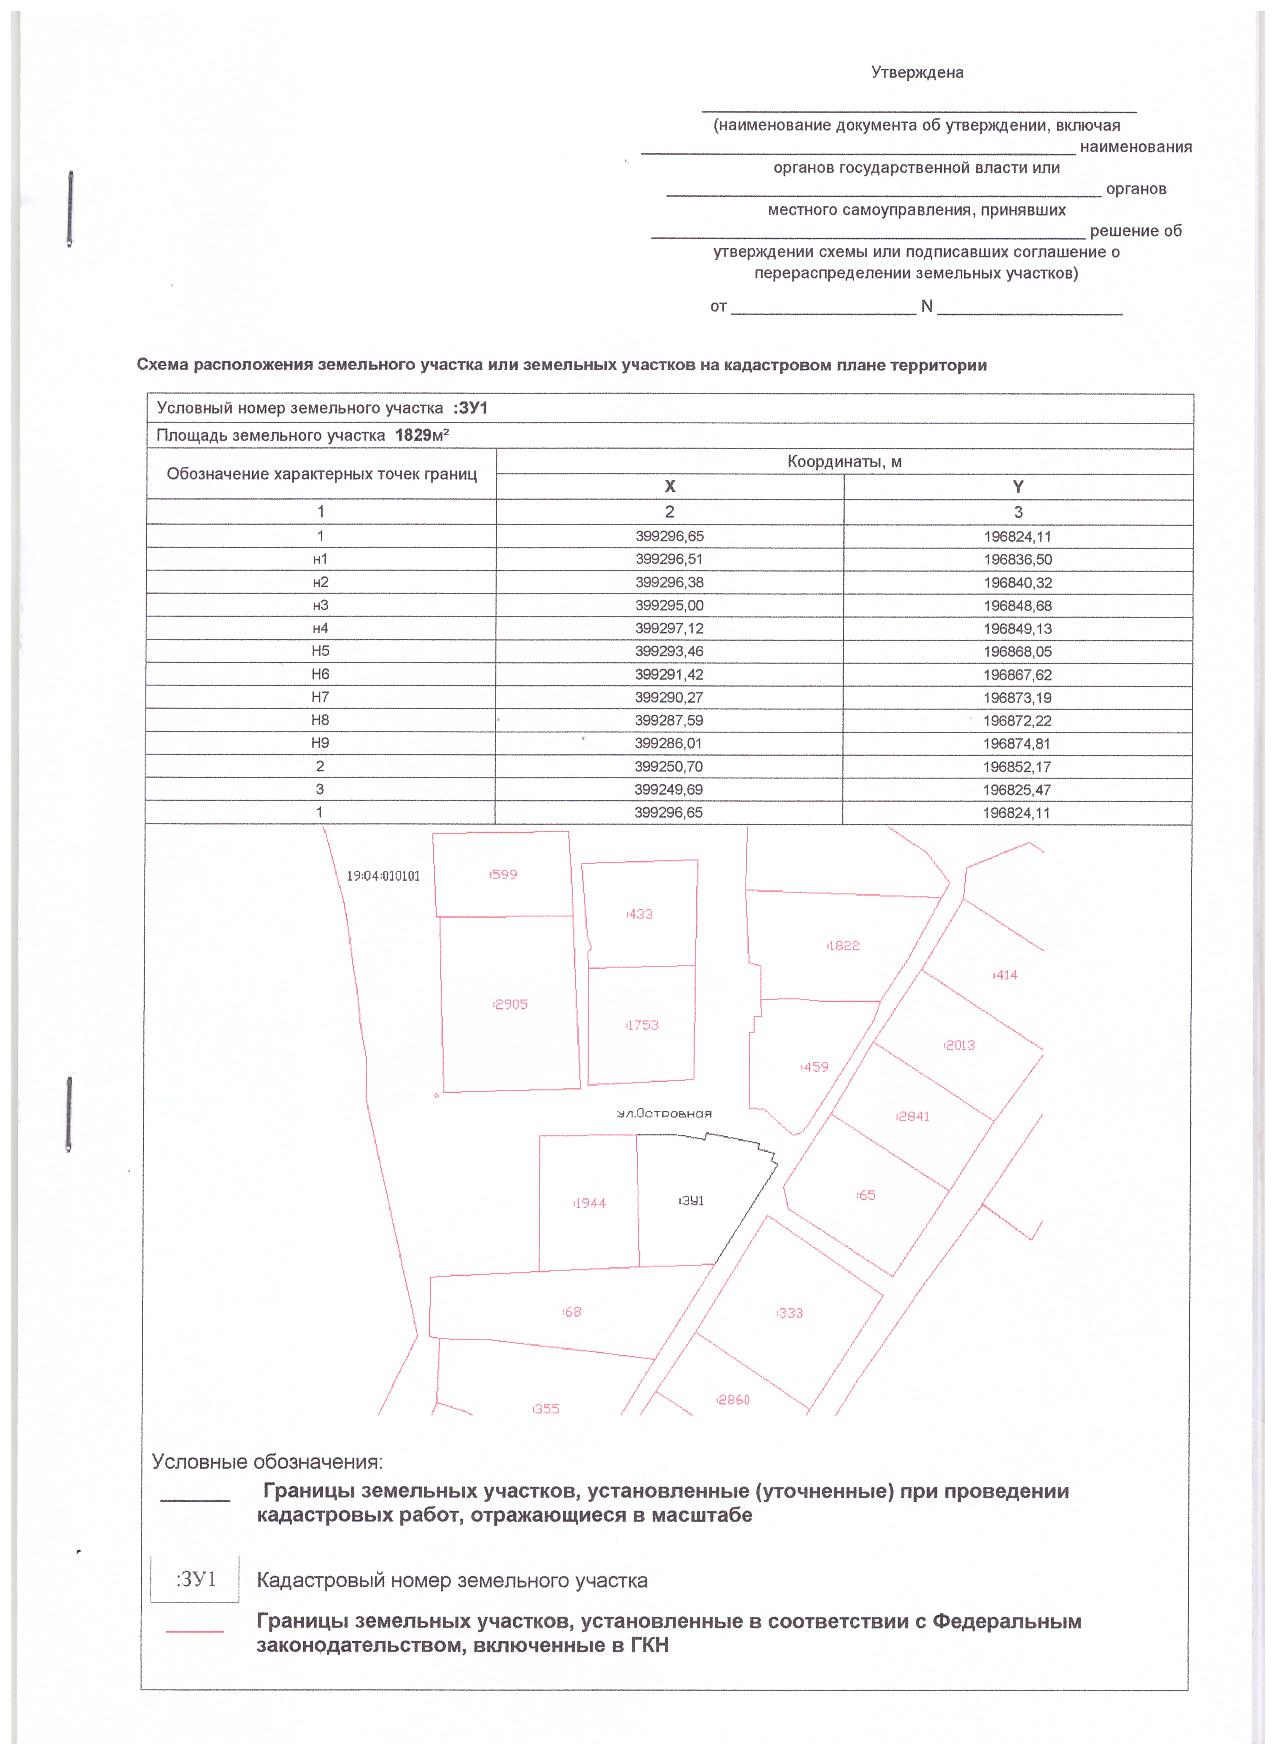 Утверждена
(наименование документа об утверждении, включая
наименования
органов государственной власти или
органов
местного самоуправления, принявших
решение об
утверждении схемы или подписавших соглашение о
перераспределении земельных участков)
от ____________________ N ____________________
Схема расположения земельного участка или земельных участков на кадастровом плане территории
Условный номер земельного участка :ЗУ1
Площадь земельного участка 1829м²
Обозначение характерных точек границ
Координаты, м
X Y
1 2 3
1 399296,65 196824,11
н1 399296,51 196836,50
н2 399296,38 196840,32
н3 399295,00 196848,68
н4 399297,12 196849,13
Н5 399293,46 196868,05
Н6 399291,42 196867,62
Н7 399290,27 196873,19
Н8 399287,59 196872,22
Н9 399286,01 196874,81
2 399250,70 196852,17
3 399249,69 196825,47
1 399296,65 196824,11
19:04:010101
:599
:433
:1822
:414
:2905
:1753
:2013
:459
:2841
ул.Островная
:65
:1944
:ЗУ1
:68
:333
:2860
:355
Условные обозначения:
Границы земельных участков, установленные (уточненные) при проведении
кадастровых работ, отражающиеся в масштабе
:ЗУ1 Кадастровый номер земельного участка
Границы земельных участков, установленные в соответствии с Федеральным
законодательством, включенные в ГКН